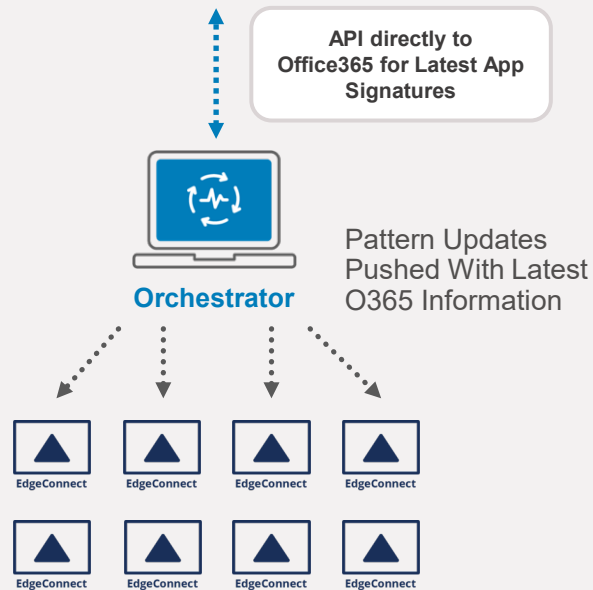 API directly to
Office365 for Latest App
Signatures
Pattern Updates
Pushed With Latest
O365 Information
Orchestrator
EdgeConnect
EdgeConnect
EdgeConnect
EdgeConnect
EdgeConnect
EdgeConnect
EdgeConnect
EdgeConnect